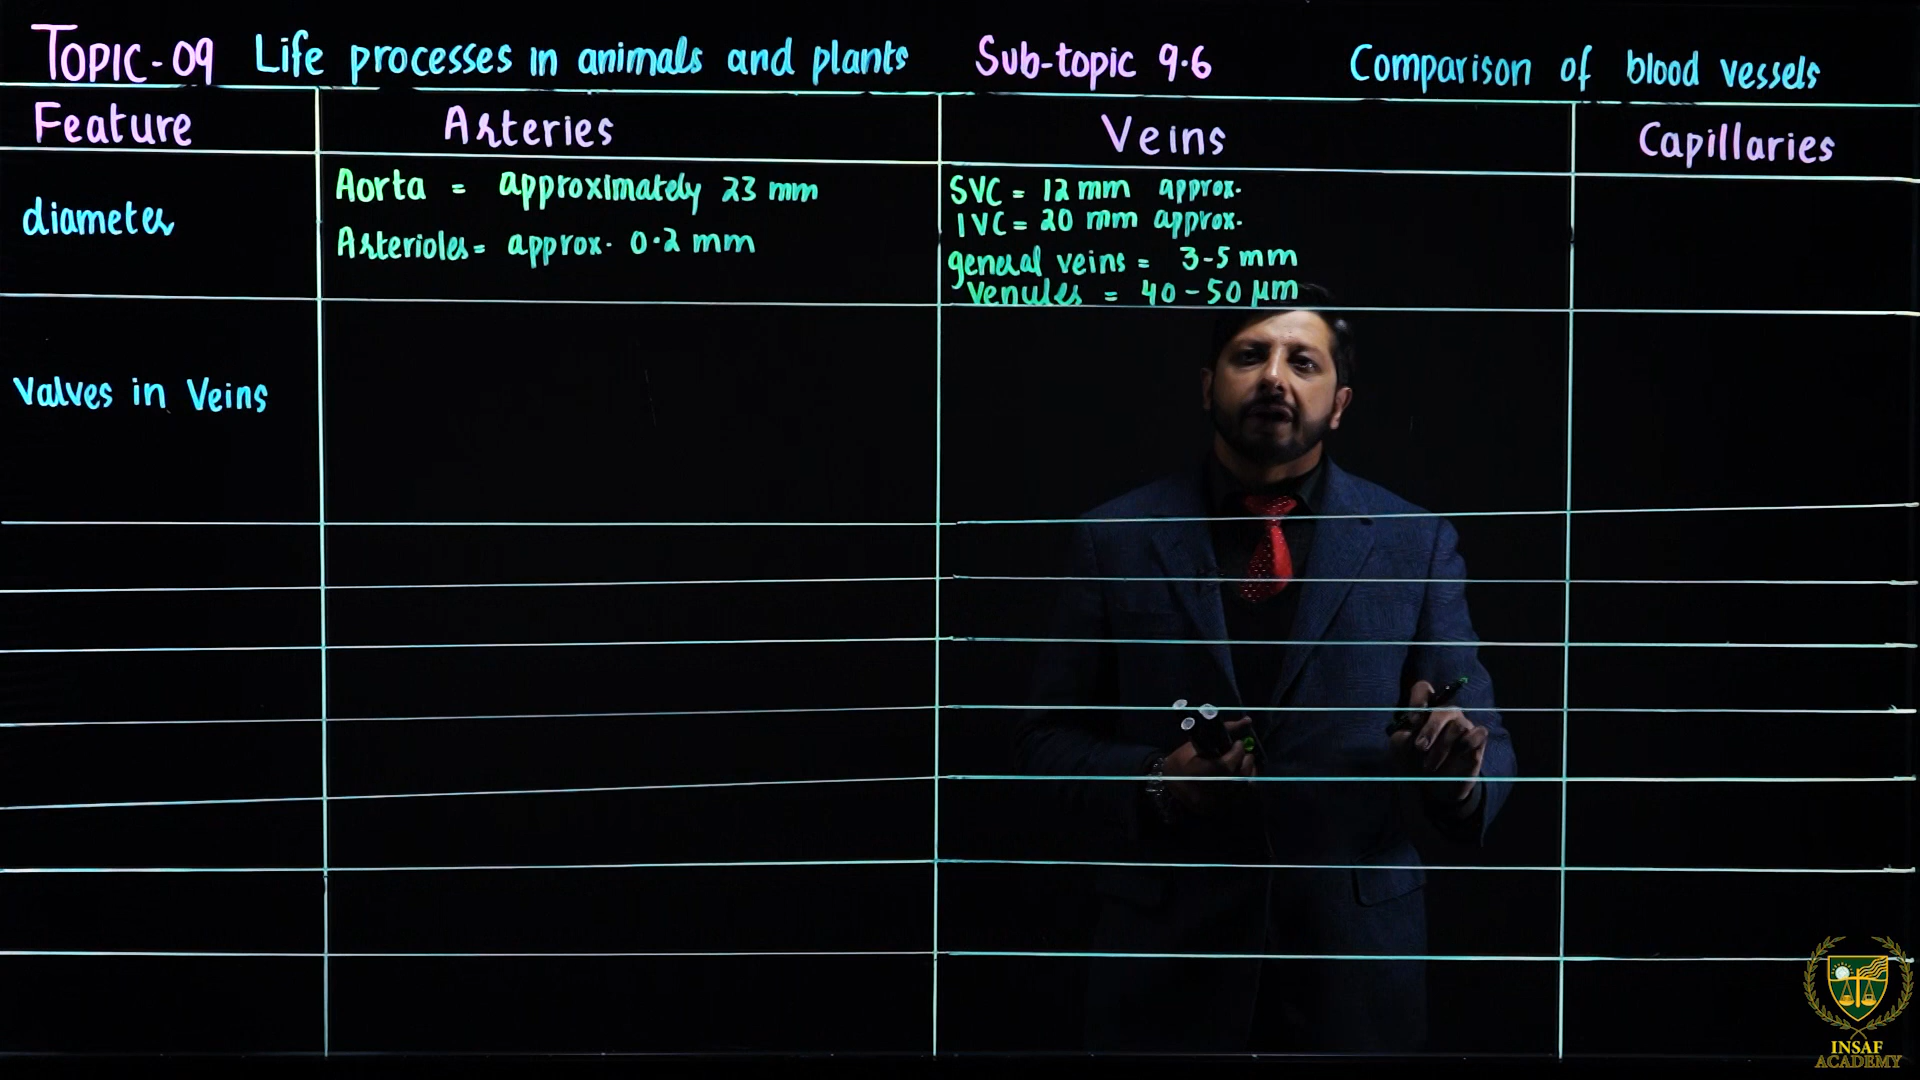 TOPIC-09 Life processes in animals and plants Sub-topic 9.6 Comparison of blood vessels
Feature Arteries Veins Capillaries
diameter
Aorta = approximately 23 mm
Arterioles = approx. 0.2 mm
SVC = 12 mm approx.
IVC = 20 mm approx.
general veins = 3-5 mm
venules = 40-50 μm
Valves in Veins
INSAF
ACADEMY